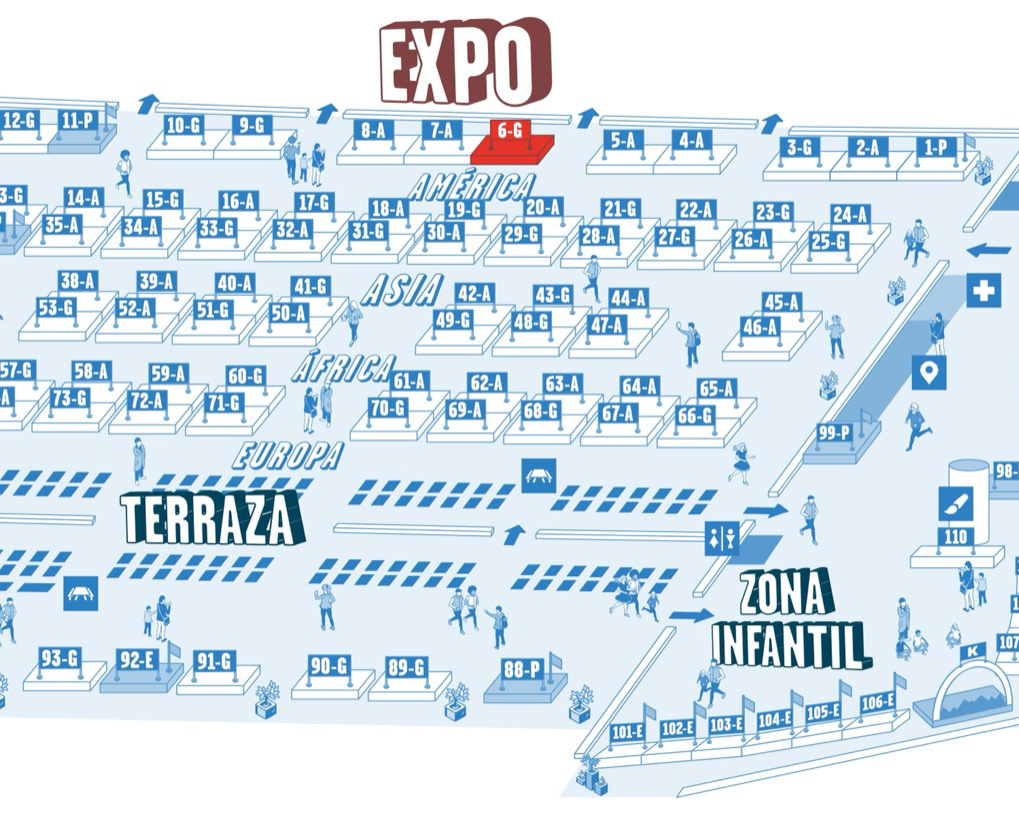 EXPO
12-G 11-P 10-G 9-G 8-A 7-A 6-G 5-A 4-A 3-G 2-A 1-P
AMÉRICA
3-G 14-A 15-G 16-A 17-G 18-A 19-G 20-A 21-G 22-A 23-G 24-A
35-A 34-A 33-G 32-A 31-G 30-A 29-G 28-A 27-G 26-A 25-G
ASIA
38-A 39-A 40-A 41-G 42-A 43-G 44-A 45-A
53-G 52-A 51-G 50-A 49-G 48-G 47-A 46-A
ÁFRICA
57-G 58-A 59-A 60-G 61-A 62-A 63-A 64-A 65-A
A 73-G 72-A 71-G 70-G 69-A 68-G 67-A 66-G
99-P
EUROPA
98-
TERRAZA
110
ZONA
INFANTIL
107
K
93-G 92-E 91-G 90-G 89-G 88-P
101-E 102-E 103-E 104-E 105-E 106-E